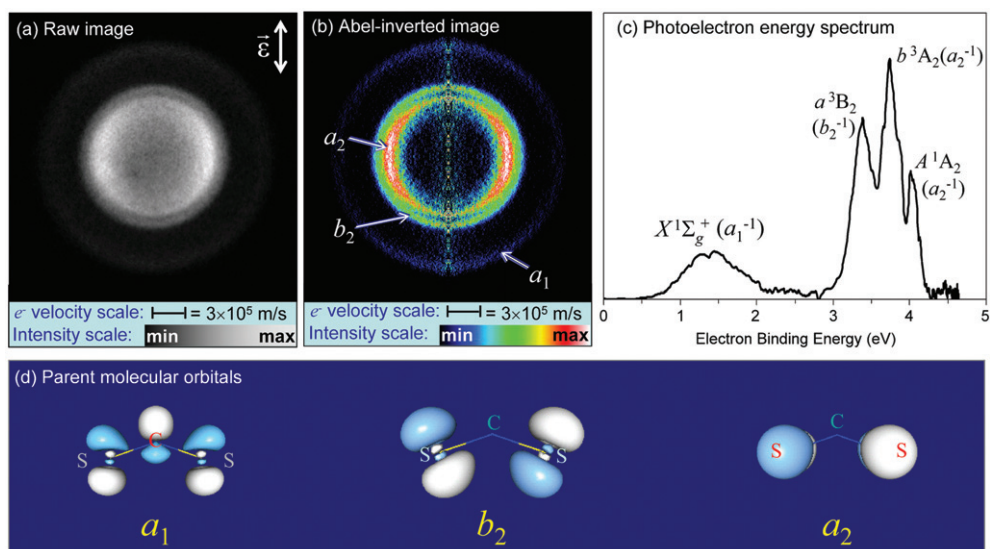 (a) Raw image
ε⃗
e⁻ velocity scale: = 3×10⁵ m/s
Intensity scale: min max
(b) Abel-inverted image
a₂
b₂
a₁
e⁻ velocity scale: = 3×10⁵ m/s
Intensity scale: min max
(c) Photoelectron energy spectrum
b ³A₂(a₂⁻¹)
a ³B₂
(b₂⁻¹)
A ¹A₂
(a₂⁻¹)
X ¹Σg⁺ (a₁⁻¹)
0 1 2 3 4 5
Electron Binding Energy (eV)
(d) Parent molecular orbitals
C
S S
a₁
C
S S
b₂
C
S S
a₂